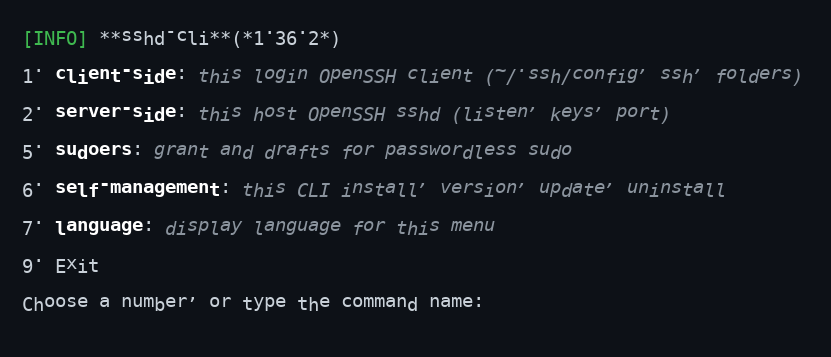 [INFO] **sshd-cli**(*1.36.2*)
1. client-side: this login OpenSSH client (~/.ssh/config, ssh, folders)
2. server-side: this host OpenSSH sshd (listen, keys, port)
5. sudoers: grant and drafts for passwordless sudo
6. self-management: this CLI install, version, update, uninstall
7. language: display language for this menu
9. Exit
Choose a number, or type the command name: